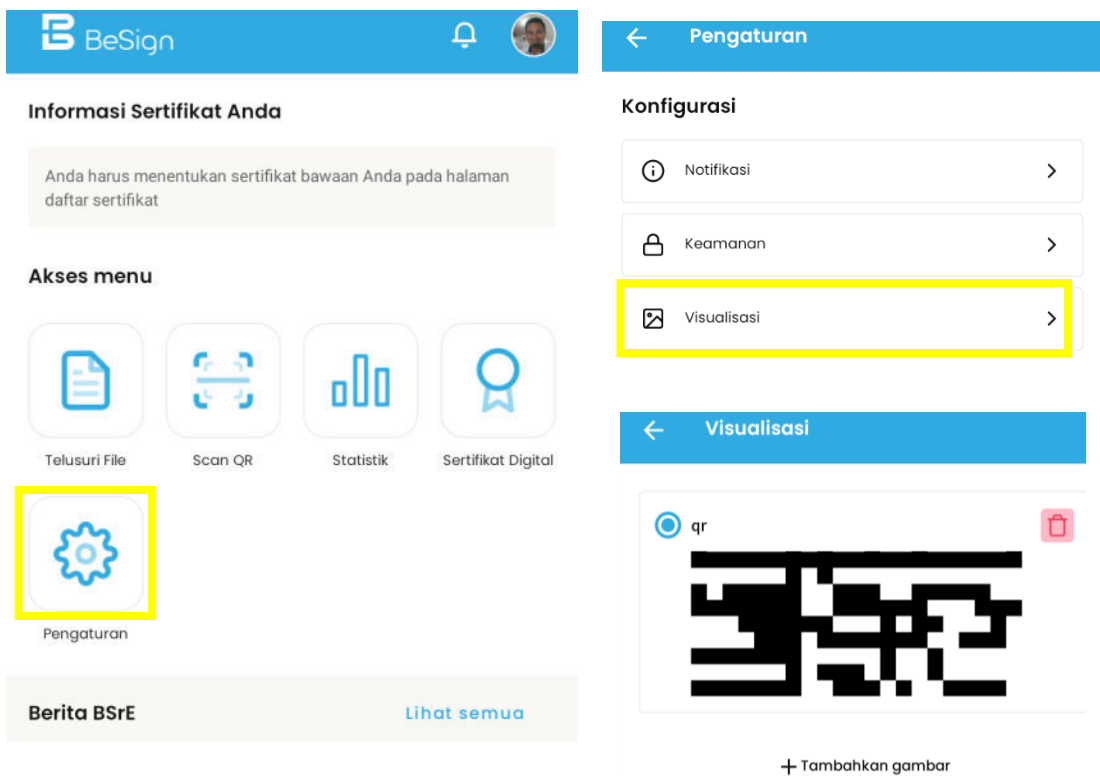 BeSign
Informasi Sertifikat Anda
Anda harus menentukan sertifikat bawaan Anda pada halaman
daftar sertifikat
Akses menu
Telusuri File
Scan QR
Statistik
Sertifikat Digital
Pengaturan
Berita BSrE
Lihat semua
Pengaturan
Konfigurasi
Notifikasi
Keamanan
Visualisasi
Visualisasi
qr
Tambahkan gambar